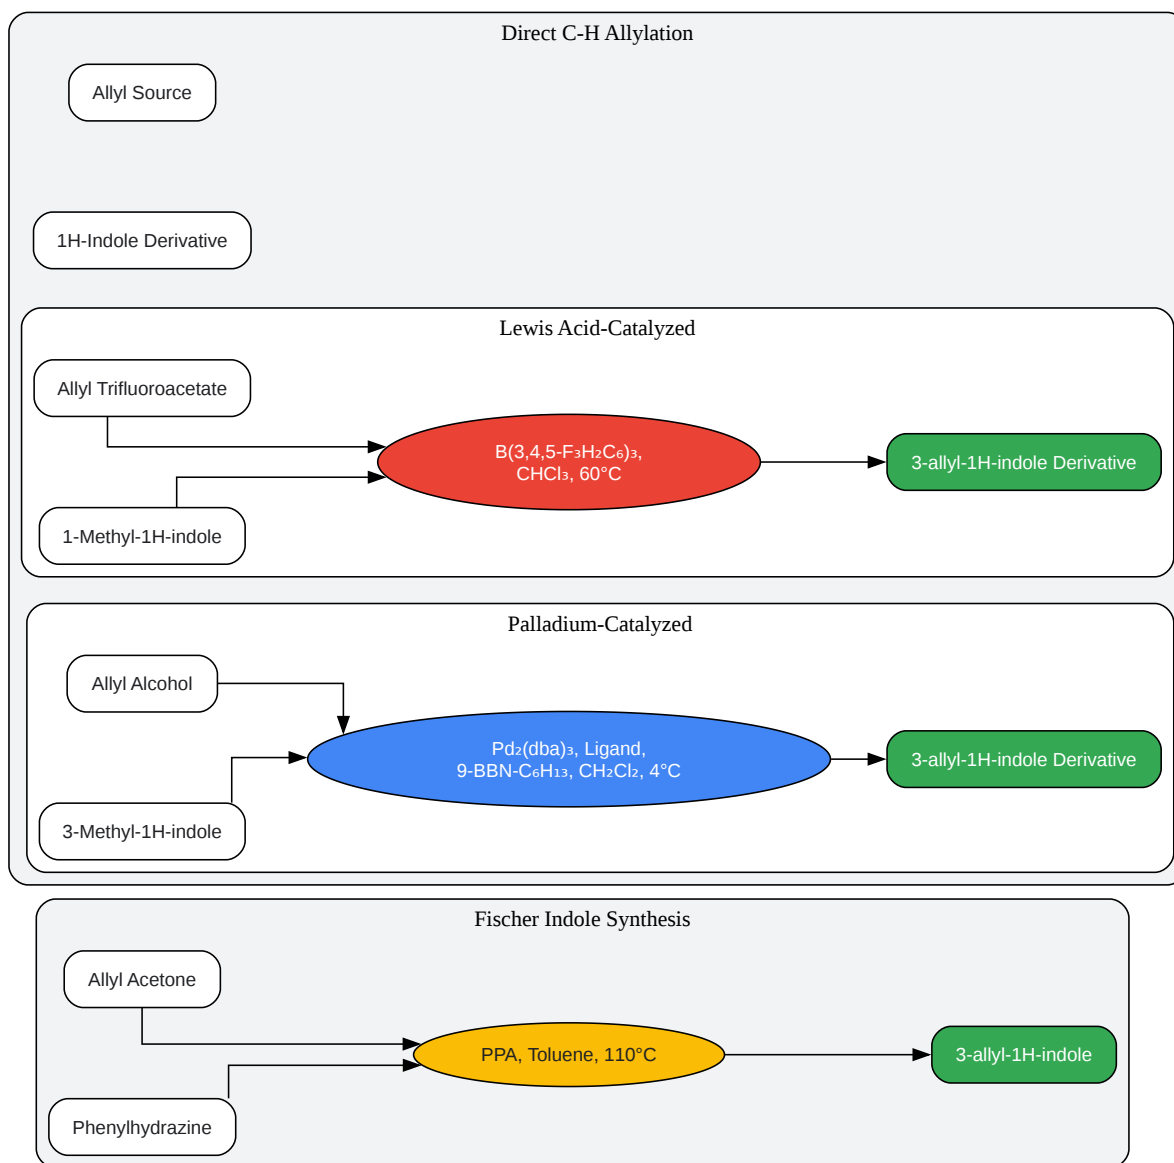 Direct C-H Allylation
Allyl Source
1H-Indole Derivative
Lewis Acid-Catalyzed
Allyl Trifluoroacetate
B(3,4,5-F₃H₂C₆)₃,
CHCl₃, 60°C
3-allyl-1H-indole Derivative
1-Methyl-1H-indole
Palladium-Catalyzed
Allyl Alcohol
Pd₂(dba)₃, Ligand,
9-BBN-C₆H₁₃, CH₂Cl₂, 4°C
3-allyl-1H-indole Derivative
3-Methyl-1H-indole
Fischer Indole Synthesis
Allyl Acetone
PPA, Toluene, 110°C
3-allyl-1H-indole
Phenylhydrazine